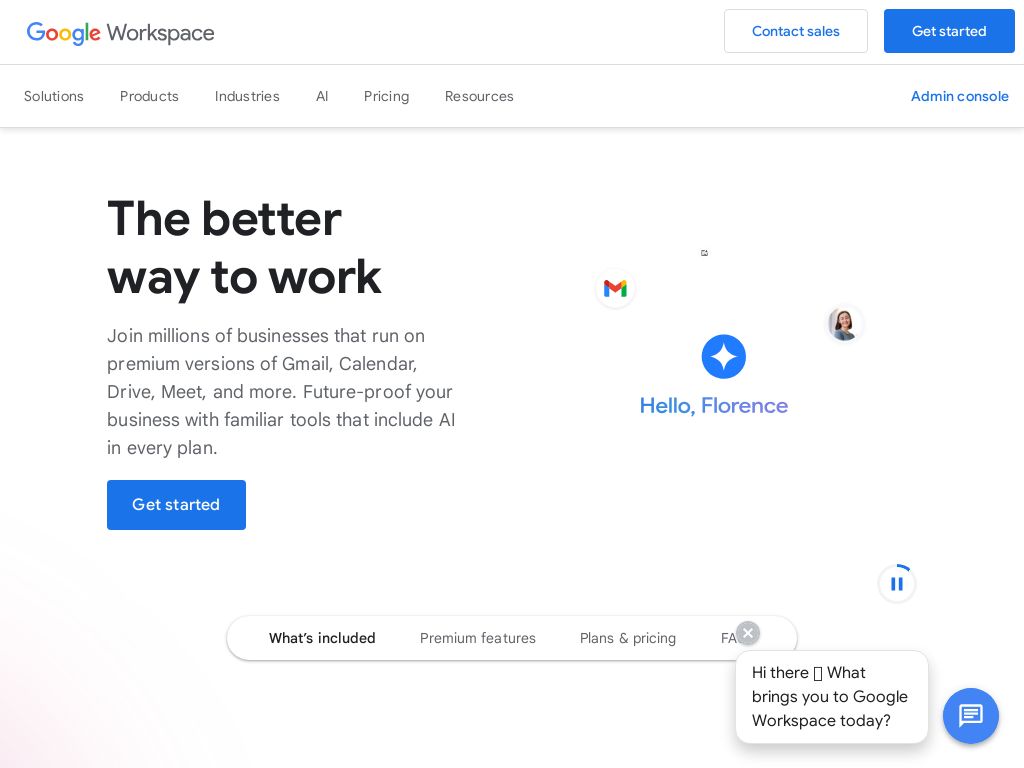 Google Workspace
Contact sales
Get started
Solutions
Products
Industries
AI
Pricing
Resources
Admin console
The better
way to work
Join millions of businesses that run on
premium versions of Gmail, Calendar,
Drive, Meet, and more. Future-proof your
business with familiar tools that include AI
in every plan.
Get started
Hello, Florence
What's included
Premium features
Plans & pricing
Hi there What
brings you to Google
Workspace today?